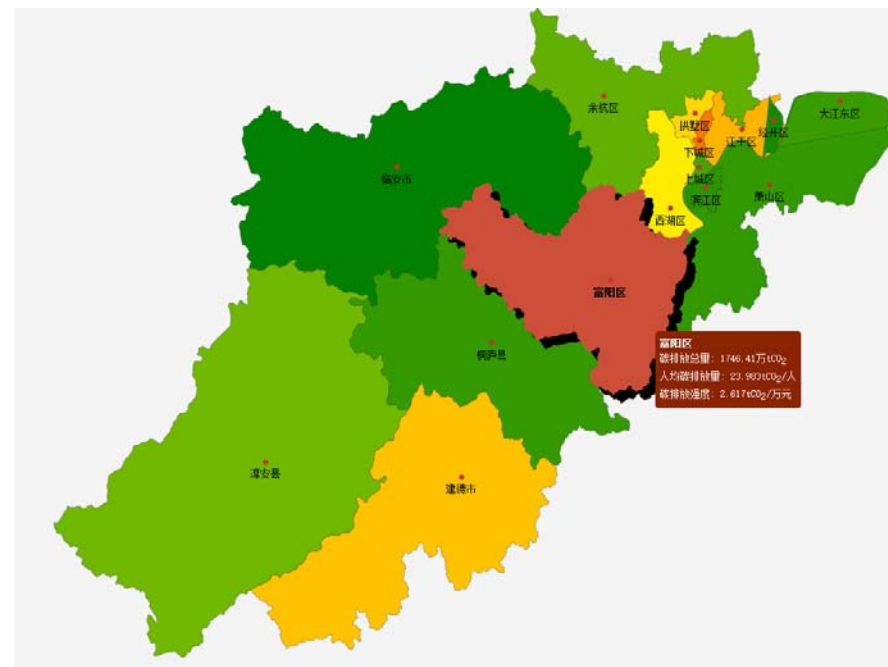 余杭区
大江东区
拱墅区
经开区
江干区
下城区
临安市
上城区
滨江区
萧山区
西湖区
富阳区
富阳区
碳排放总量: 1746.41万tCO₂
人均碳排放量: 23.983tCO₂/人
碳排放强度: 2.617tCO₂/万元
桐庐县
淳安县
建德市